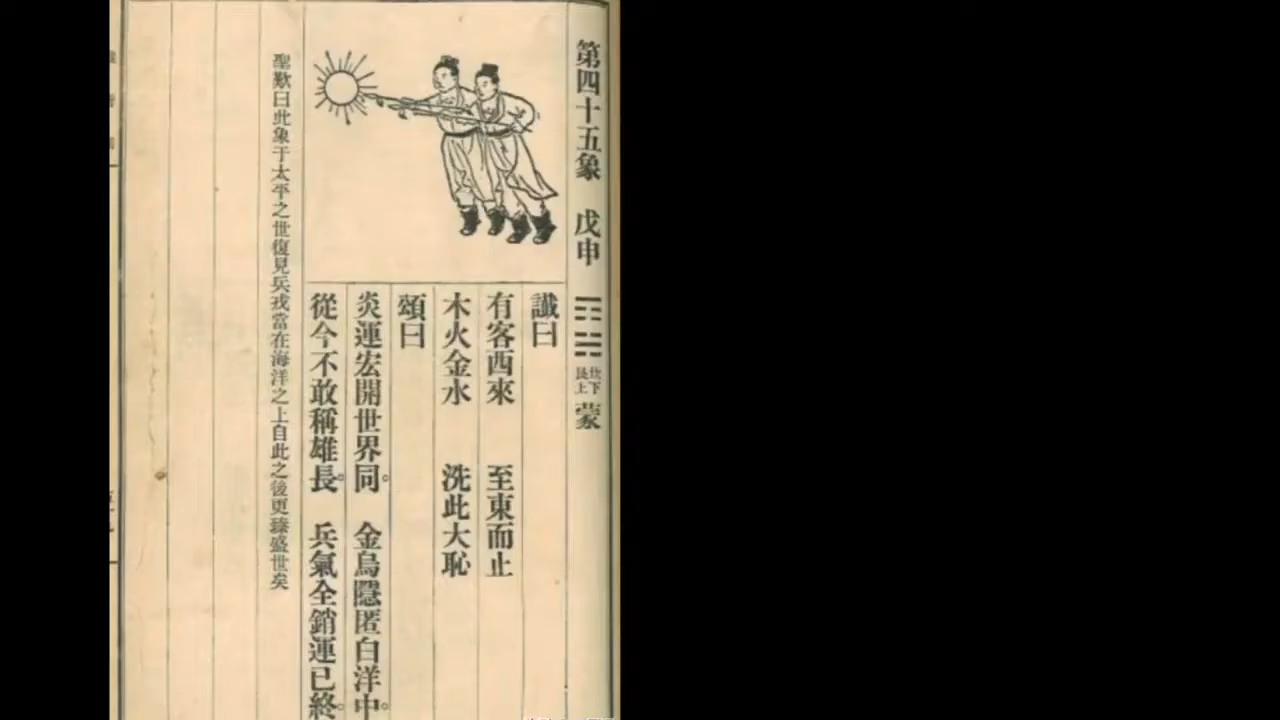 第四十五象 戊申 坎下艮上 蒙
讖曰
有客西來 至東而止
木火金水 洗此大恥
頌曰
炎運宏開世界同。 金烏隱匿白洋中。
從今不敢稱雄長。 兵氣全銷運已終。
聖歎曰此象于太平之世復見兵戎當在海洋之上自此之後更臻盛世矣